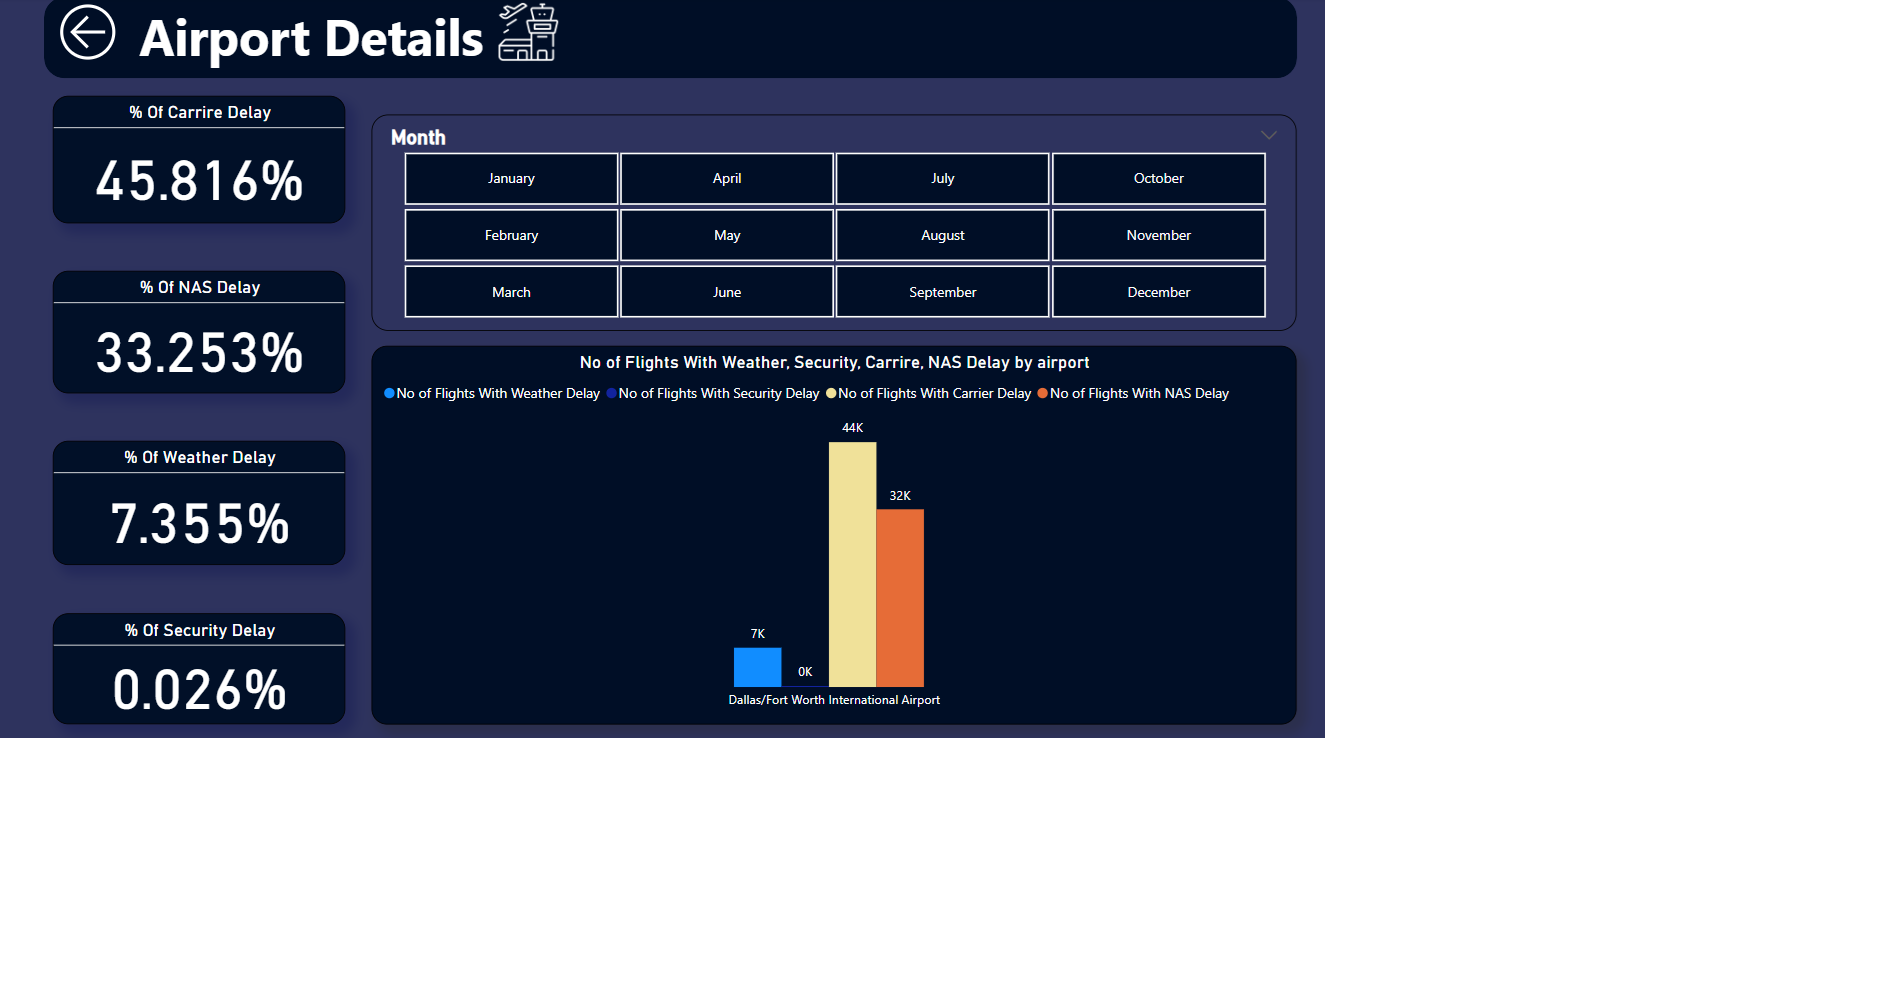 Airport Details
% Of Carrire Delay
45.816%
% Of NAS Delay
33.253%
% Of Weather Delay
7.355%
% Of Security Delay
0.026%
Month
January April July October
February May August November
March June September December
No of Flights With Weather, Security, Carrire, NAS Delay by airport
No of Flights With Weather Delay No of Flights With Security Delay No of Flights With Carrier Delay No of Flights With NAS Delay
44K
32K
7K
0K
Dallas/Fort Worth International Airport